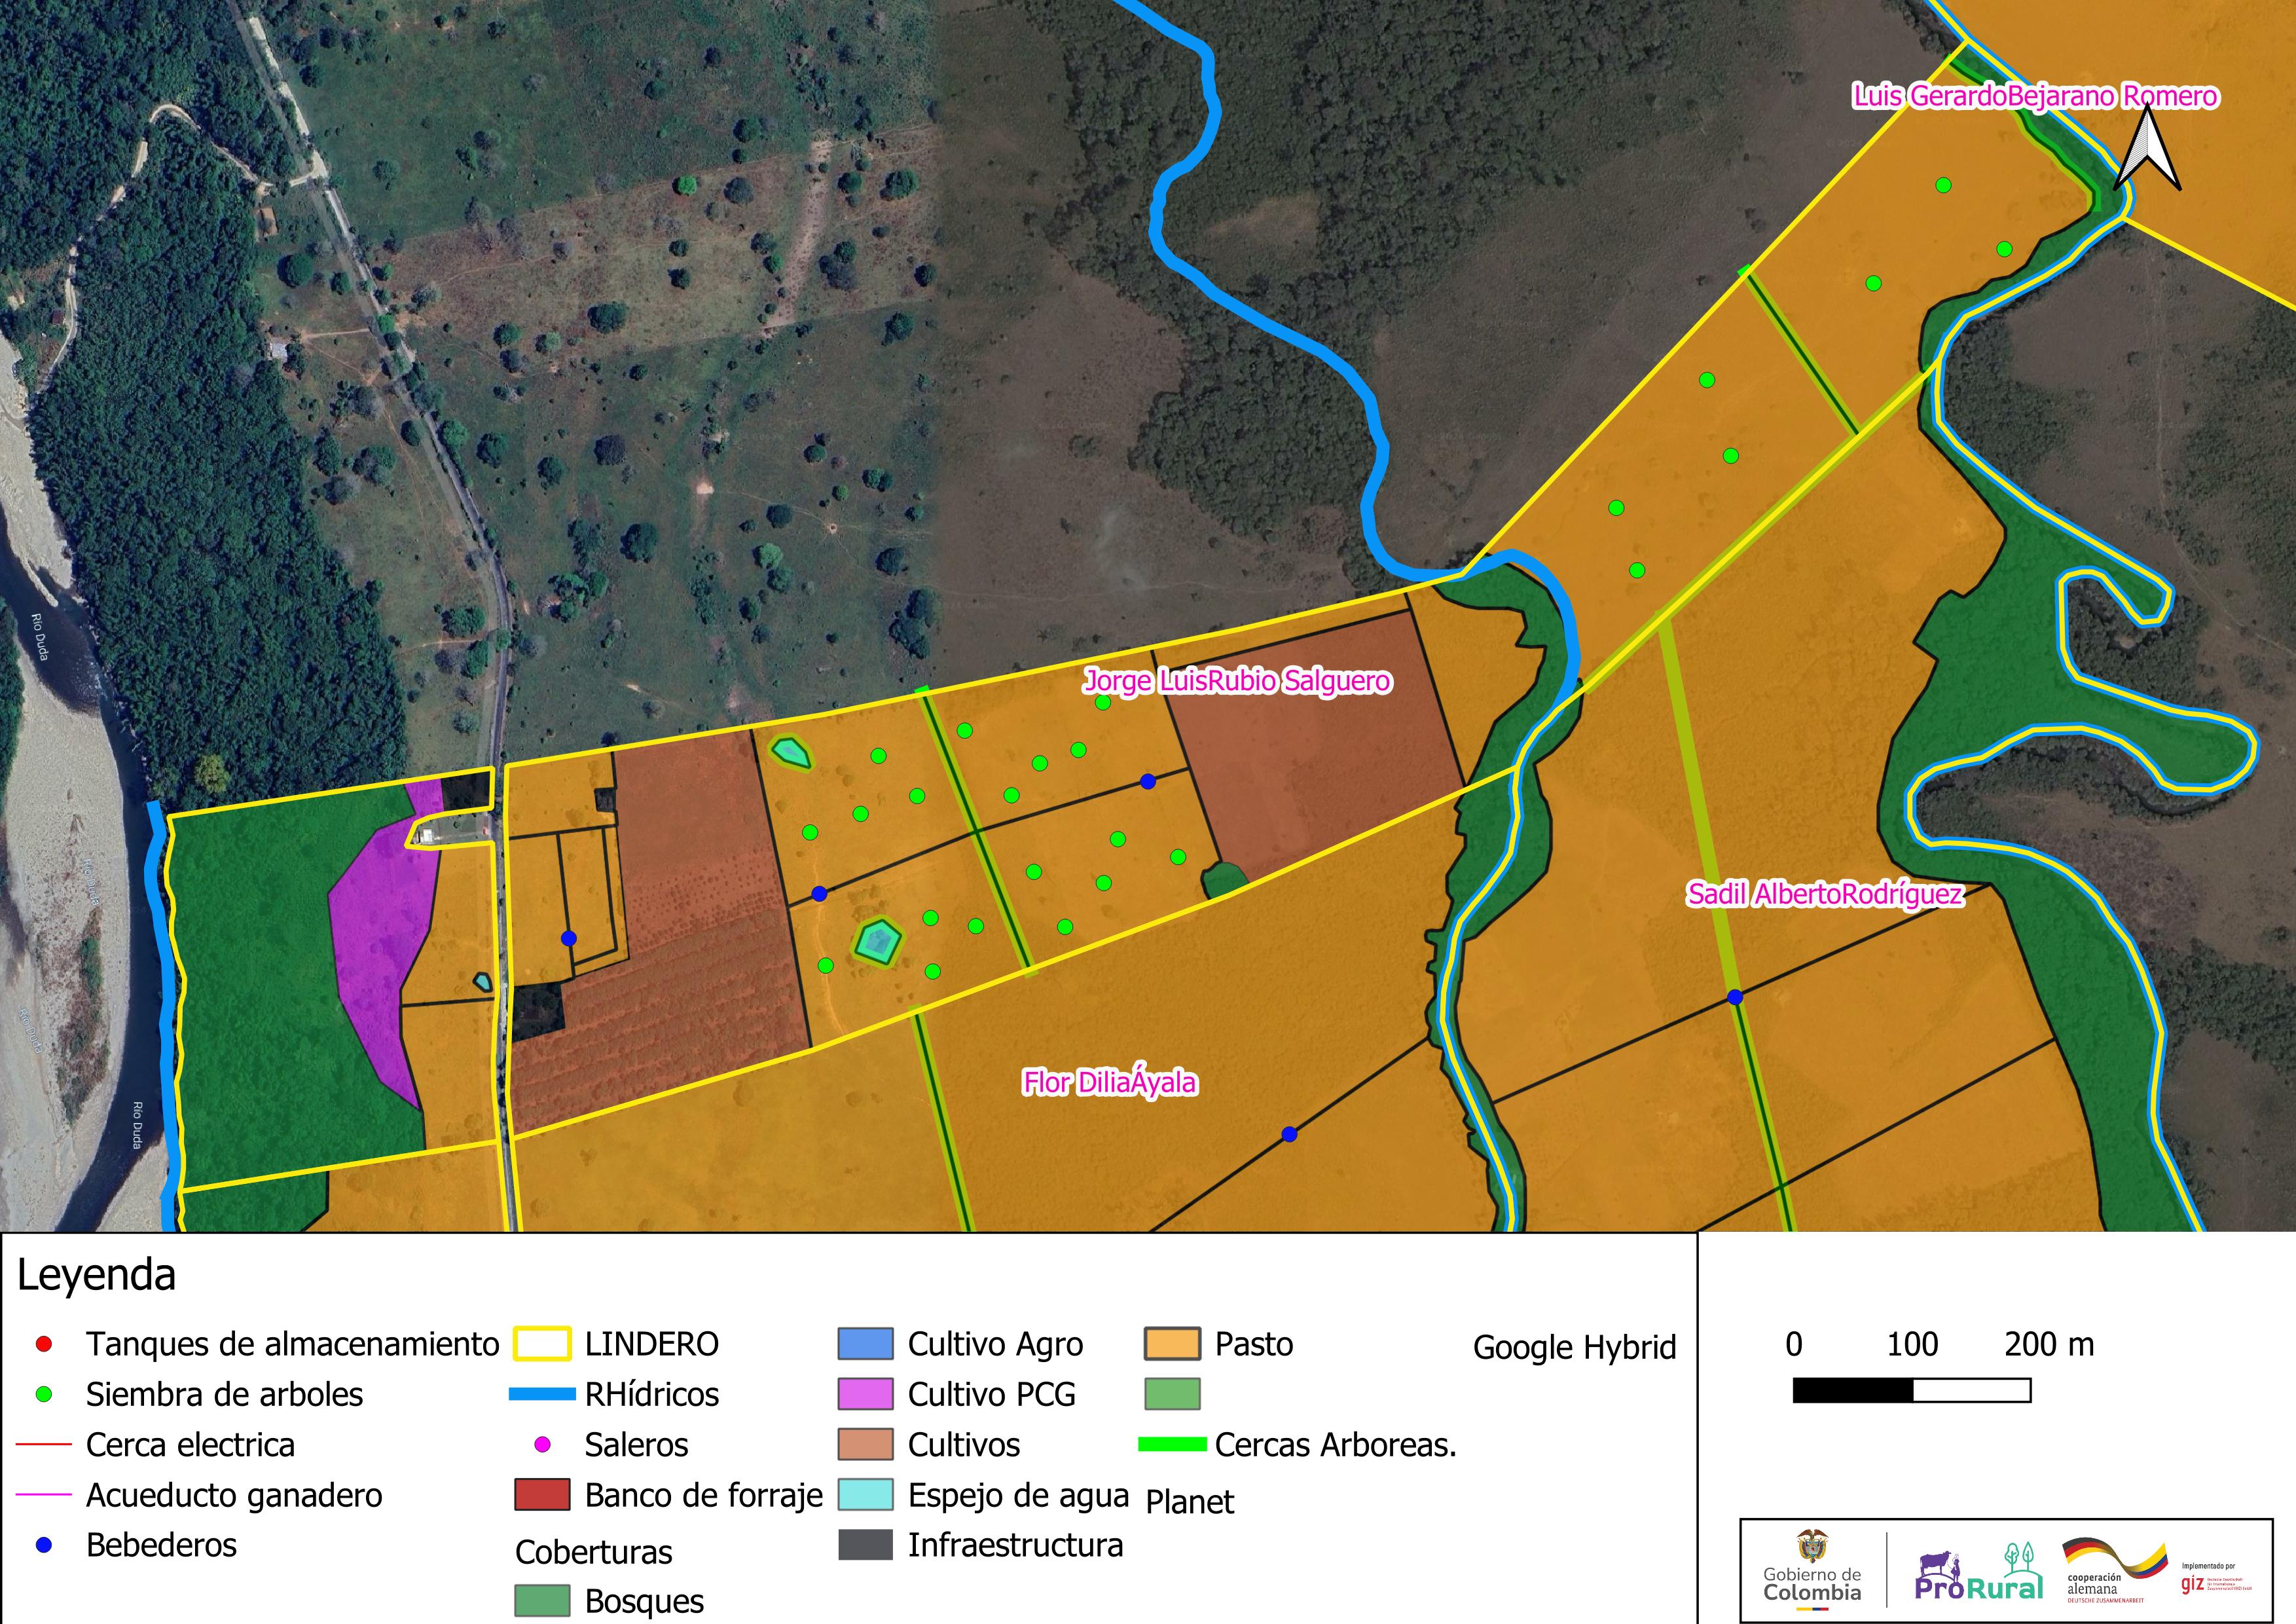 Luis GerardoBejarano Romero
Río Duda
Jorge LuisRubio Salguero
Sadil AlbertoRodríguez
Flor DiliaÁyala
Río Duda
Leyenda
Tanques de almacenamiento
Siembra de arboles
Cerca electrica
Acueducto ganadero
Bebederos
LINDERO
RHídricos
Saleros
Banco de forraje
Coberturas
Bosques
Cultivo Agro
Cultivo PCG
Cultivos
Espejo de agua
Infraestructura
Pasto
Cercas Arboreas.
Planet
Google Hybrid
0 100 200 m
Gobierno de
Colombia
ProRural
cooperación
alemana
DEUTSCHE ZUSAMMENARBEIT
Implementado por
giz